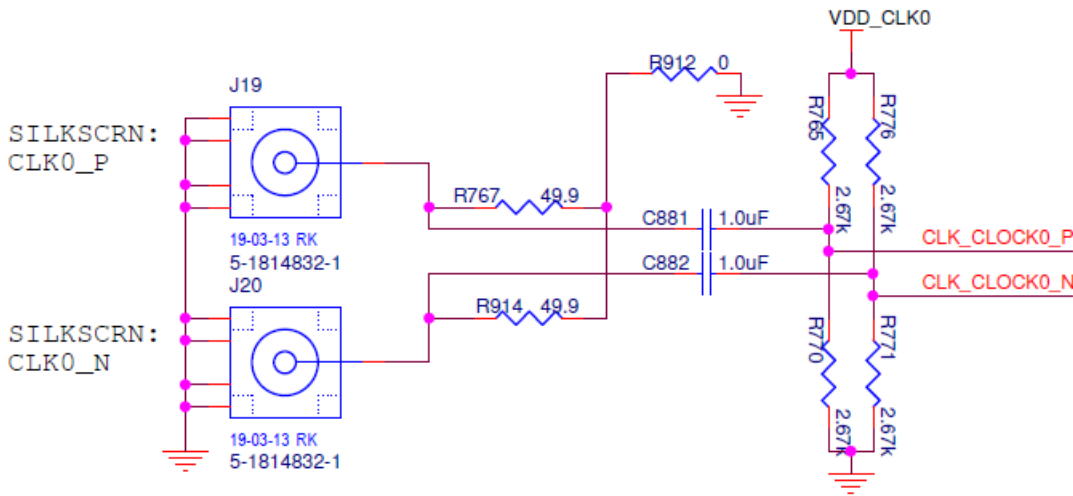 VDD_CLK0
R912 0
J19
SILKSCRN:
CLK0_P
R765
R776
2.67k
2.67k
R767 49.9
C881 1.0uF
19-03-13 RK
5-1814832-1
CLK_CLOCK0_P
C882 1.0uF
CLK_CLOCK0_N
J20
R914 49.9
SILKSCRN:
CLK0_N
R770
R771
2.67k
2.67k
19-03-13 RK
5-1814832-1